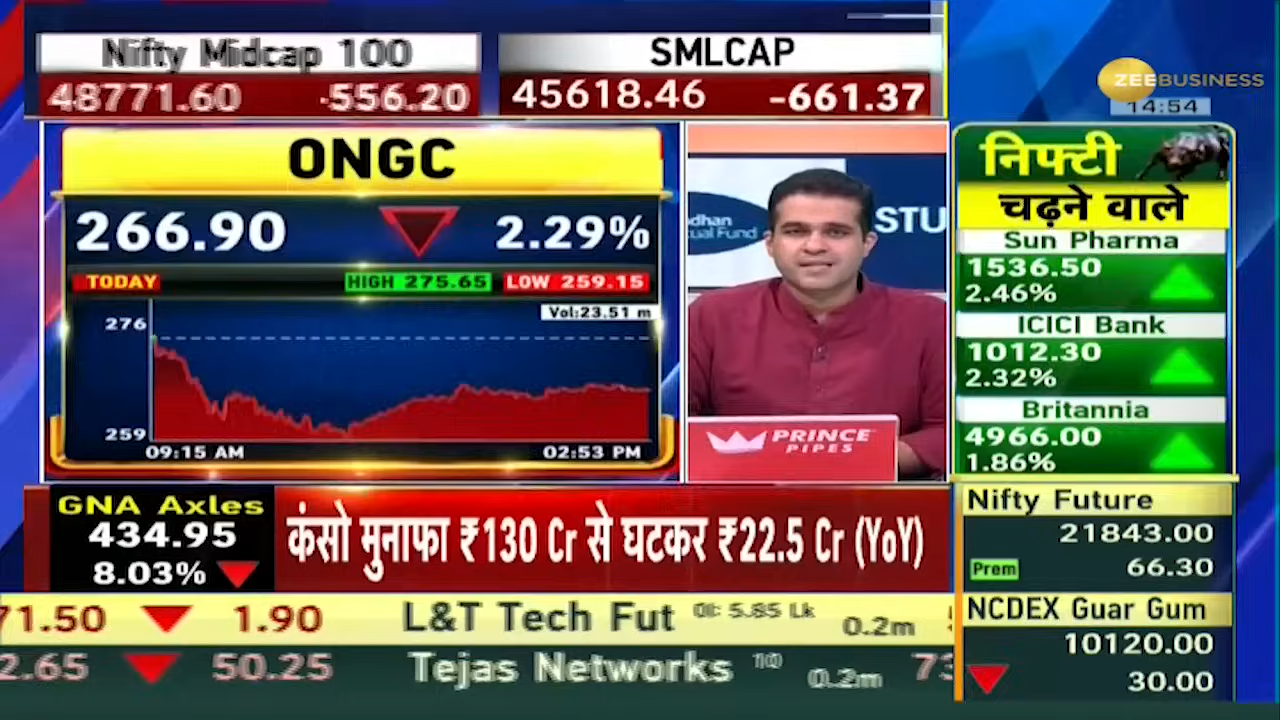 Nifty Midcap 100
48771.60 -556.20
SMLCAP
45618.46 -661.37
ZEEBUSINESS
14:54
ONGC
266.90 2.29%
TODAY HIGH 275.65 LOW 259.15
Vol:23.51 m
276
259
09:15 AM 02:53 PM
dhan
tual Fund
STU
PRINCE
PIPES
निफ्टी
चढ़ने वाले
Sun Pharma
1536.50
2.46%
ICICI Bank
1012.30
2.32%
Britannia
4966.00
1.86%
GNA Axles
434.95
8.03%
कंसो मुनाफा ₹130 Cr से घटकर ₹22.5 Cr (YoY)
Nifty Future
21843.00
Prem 66.30
NCDEX Guar Gum
10120.00
30.00
71.50 1.90 L&T Tech Fut OI: 5.85 Lk 0.2m
2.65 50.25 Tejas Networks 0.2m 73